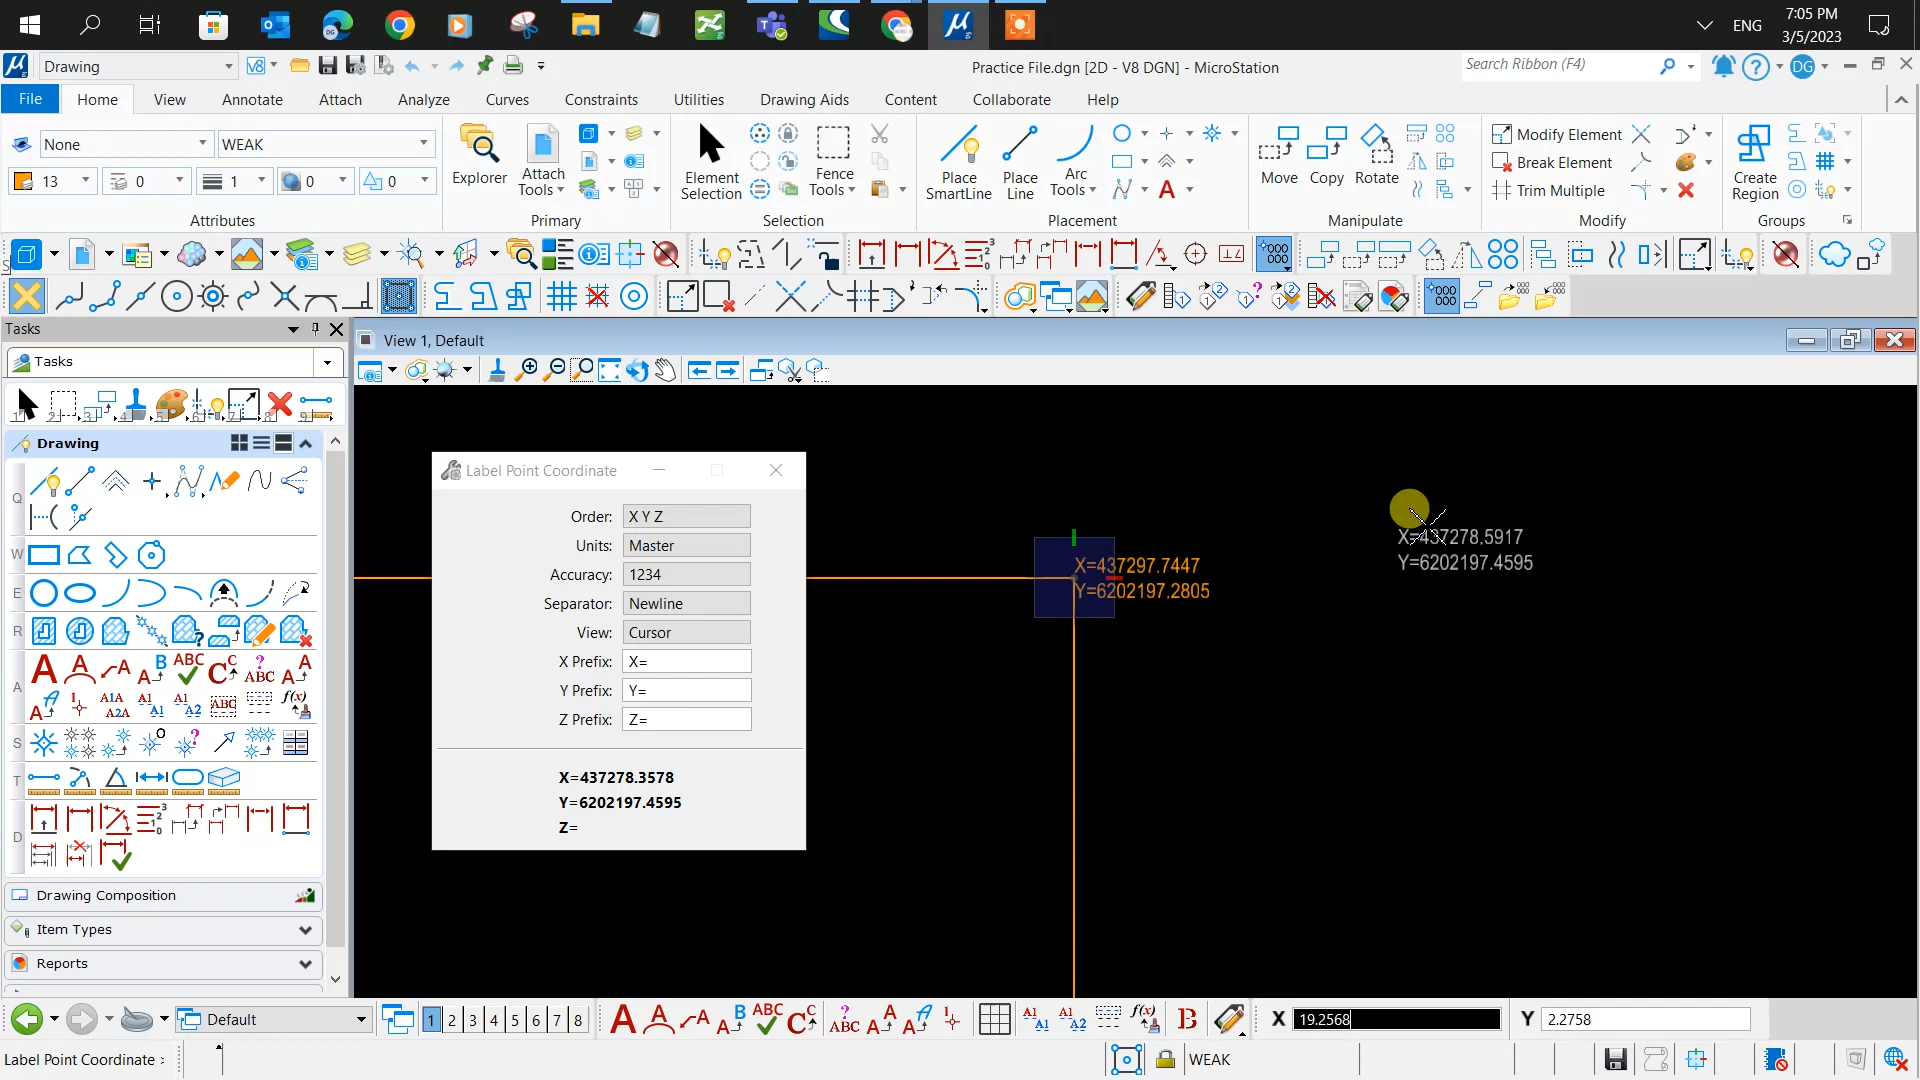 ENG
7:05 PM
3/5/2023
Drawing
V8
Practice File.dgn [2D - V8 DGN] - MicroStation
Search Ribbon (F4)
DG
File
Home
View
Annotate
Attach
Analyze
Curves
Constraints
Utilities
Drawing Aids
Content
Collaborate
Help
None
WEAK
13
0
1
0
0
Attributes
Explorer
Attach Tools
Primary
Element Selection
Fence Tools
Selection
Place SmartLine
Place Line
Arc Tools
Placement
Move
Copy
Rotate
Manipulate
Modify Element
Break Element
Trim Multiple
Modify
Create Region
Groups
Tasks
Tasks
View 1, Default
Drawing
Q
W
E
R
A
S
T
D
Label Point Coordinate
Order: X Y Z
Units: Master
Accuracy: 1234
Separator: Newline
View: Cursor
X Prefix: X=
Y Prefix: Y=
Z Prefix: Z=
X=437278.3578
Y=6202197.4595
Z=
X=437297.7447
Y=6202197.2805
X=437278.5917
Y=6202197.4595
Drawing Composition
Item Types
Reports
Default
1 2 3 4 5 6 7 8
X 19.2568
Y 2.2758
Label Point Coordinate >
WEAK